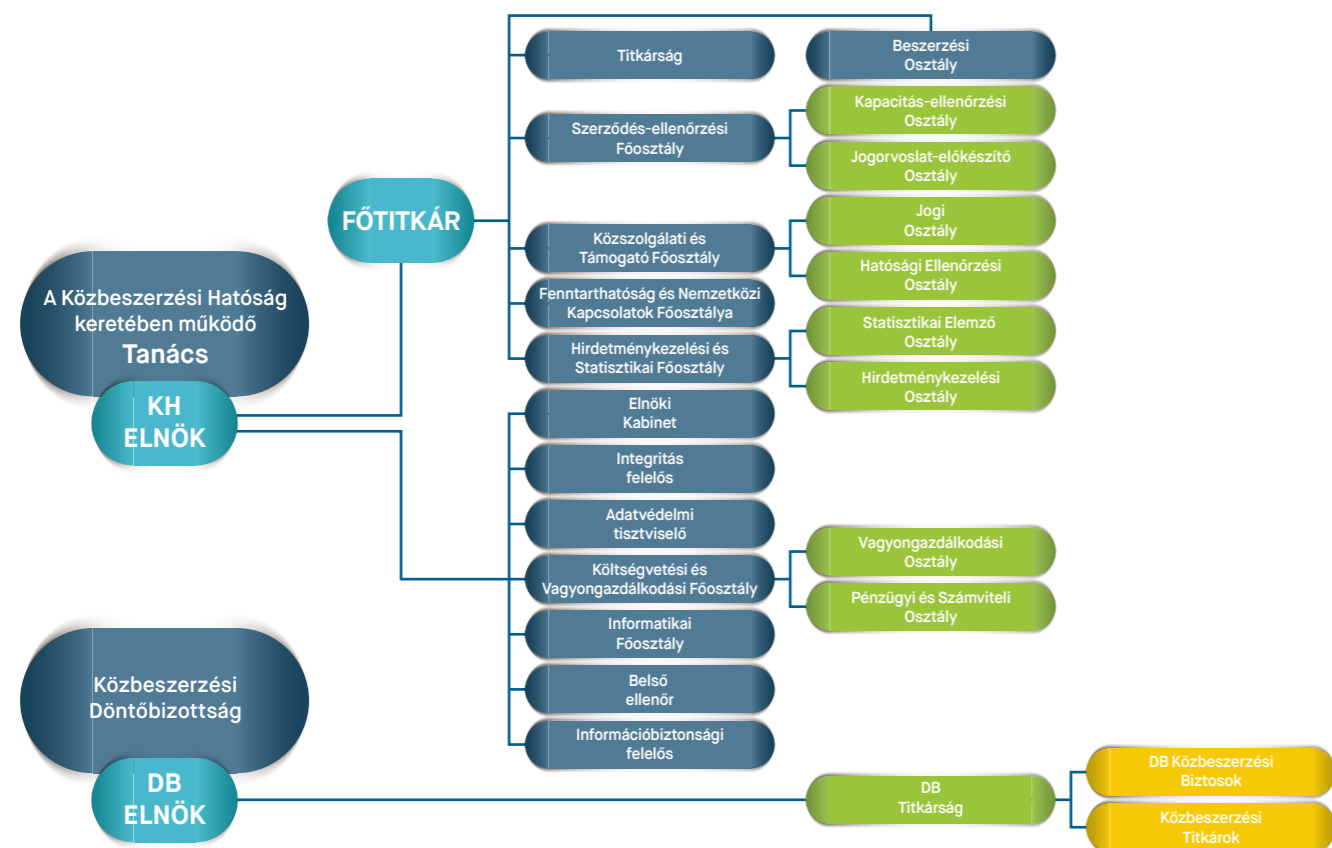 Titkárság
Beszerzési
Osztály
Szerződés-ellenőrzési
Főosztály
Kapacitás-ellenőrzési
Osztály
Jogorvoslat-előkészítő
Osztály
FŐTITKÁR
Közszolgálati és
Támogató Főosztály
Jogi
Osztály
Hatósági Ellenőrzési
Osztály
Fenntarthatóság és Nemzetközi
Kapcsolatok Főosztálya
Hirdetménykezelési és
Statisztikai Főosztály
Statisztikai Elemző
Osztály
Hirdetménykezelési
Osztály
A Közbeszerzési Hatóság
keretében működő
Tanács
KH
ELNÖK
Elnöki
Kabinet
Integritás
felelős
Adatvédelmi
tisztviselő
Költségvetési és
Vagyongazdálkodási Főosztály
Vagyongazdálkodási
Osztály
Pénzügyi és Számviteli
Osztály
Informatikai
Főosztály
Belső
ellenőr
Információbiztonsági
felelős
Közbeszerzési
Döntőbizottság
DB
ELNÖK
DB
Titkárság
DB Közbeszerzési
Biztosok
Közbeszerzési
Titkárok